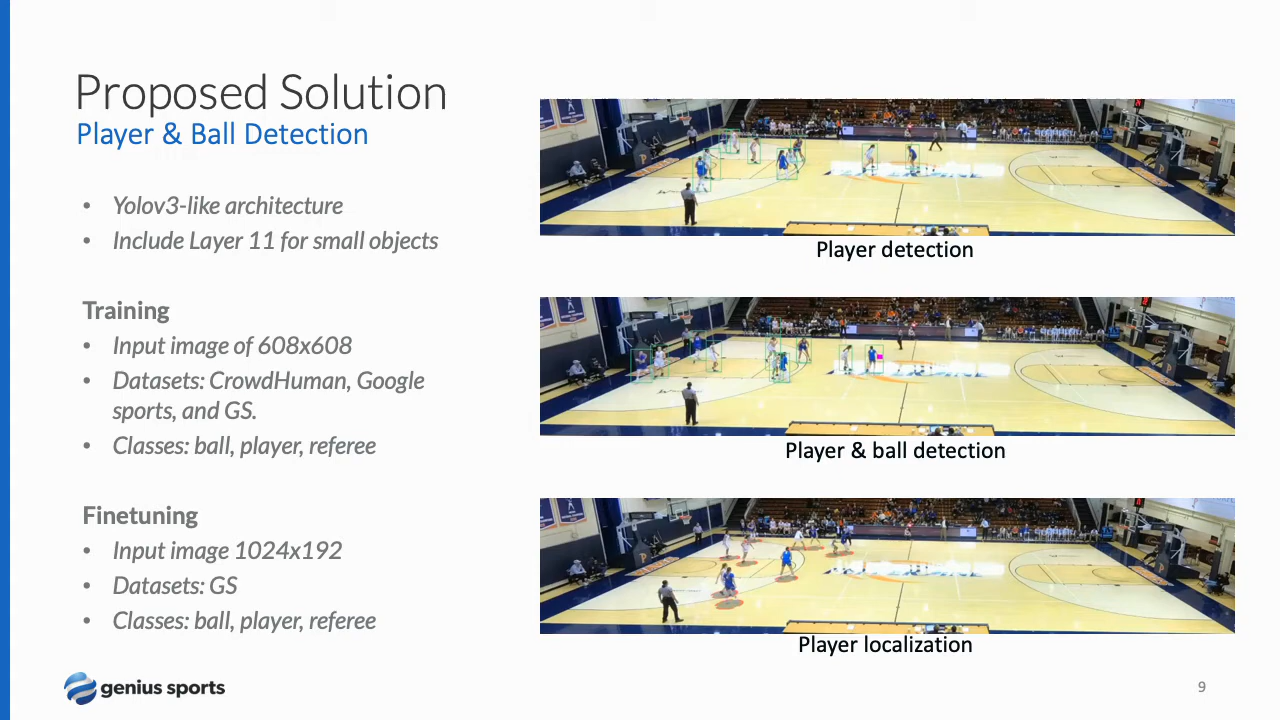 Proposed Solution
Player & Ball Detection
• Yolov3-like architecture
• Include Layer 11 for small objects
Training
• Input image of 608x608
• Datasets: CrowdHuman, Google
sports, and GS.
• Classes: ball, player, referee
Finetuning
• Input image 1024x192
• Datasets: GS
• Classes: ball, player, referee
Player detection
Player & ball detection
Player localization
genius sports
9